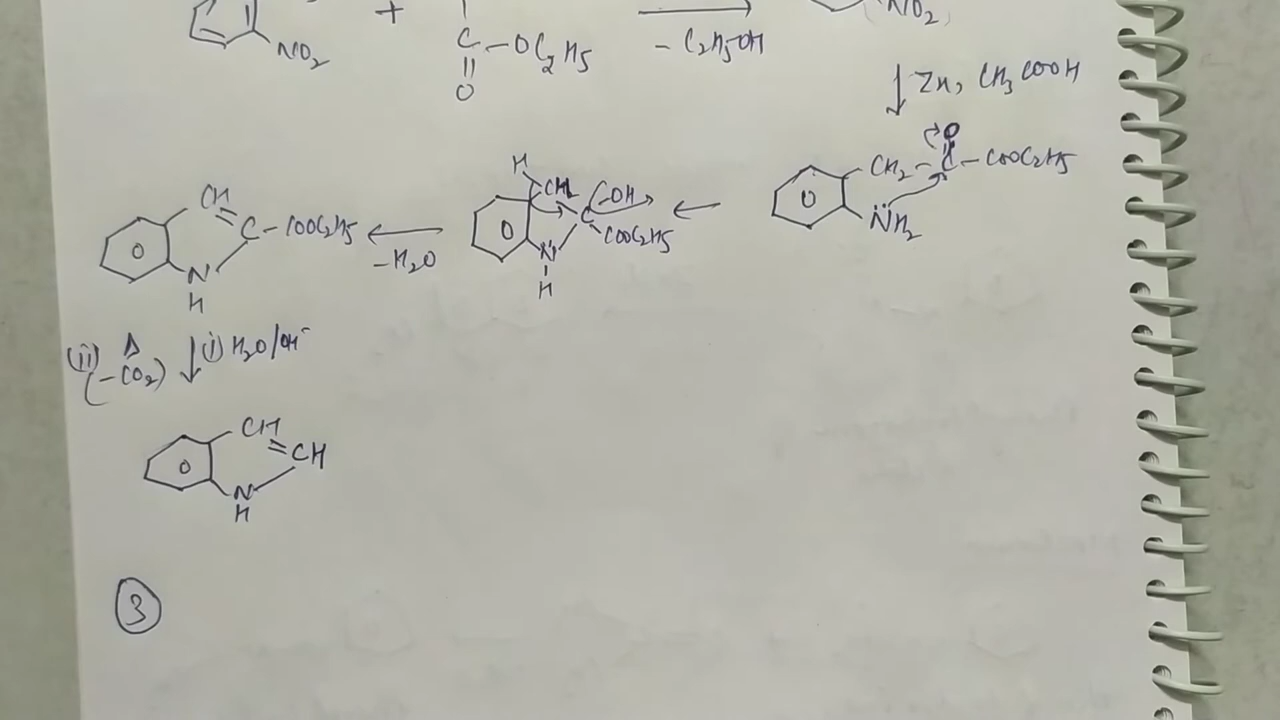 +
NO2
C-OC2H5
O
- C2H5OH
NO2
Zn, CH3COOH
O
CH2-C-COOC2H5
NH2
H
CH
C
OH
COOC2H5
N
H
-H2O
CH
C-COOC2H5
N
H
(ii) Δ
(-CO2)
(i) H2O/OH-
CH
=CH
N
H
3